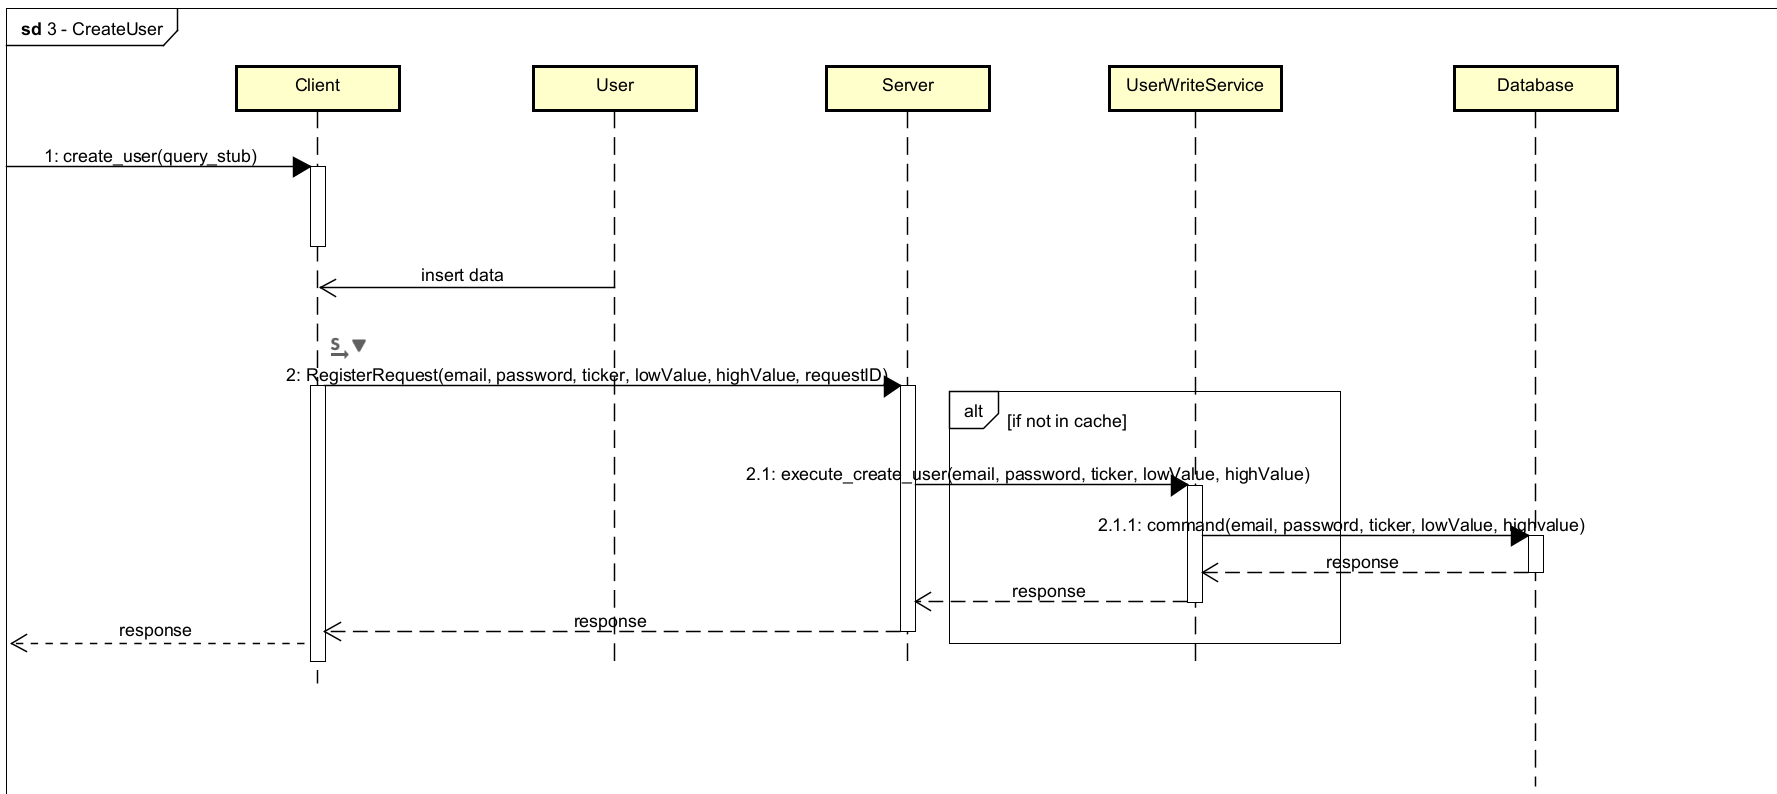 sd 3 - CreateUser
Client
User
Server
UserWriteService
Database
1: create_user(query_stub)
insert data
S
2: RegisterRequest(email, password, ticker, lowValue, highValue, requestID)
alt
[if not in cache]
2.1: execute_create_user(email, password, ticker, lowValue, highValue)
2.1.1: command(email, password, ticker, lowValue, highvalue)
response
response
response
response